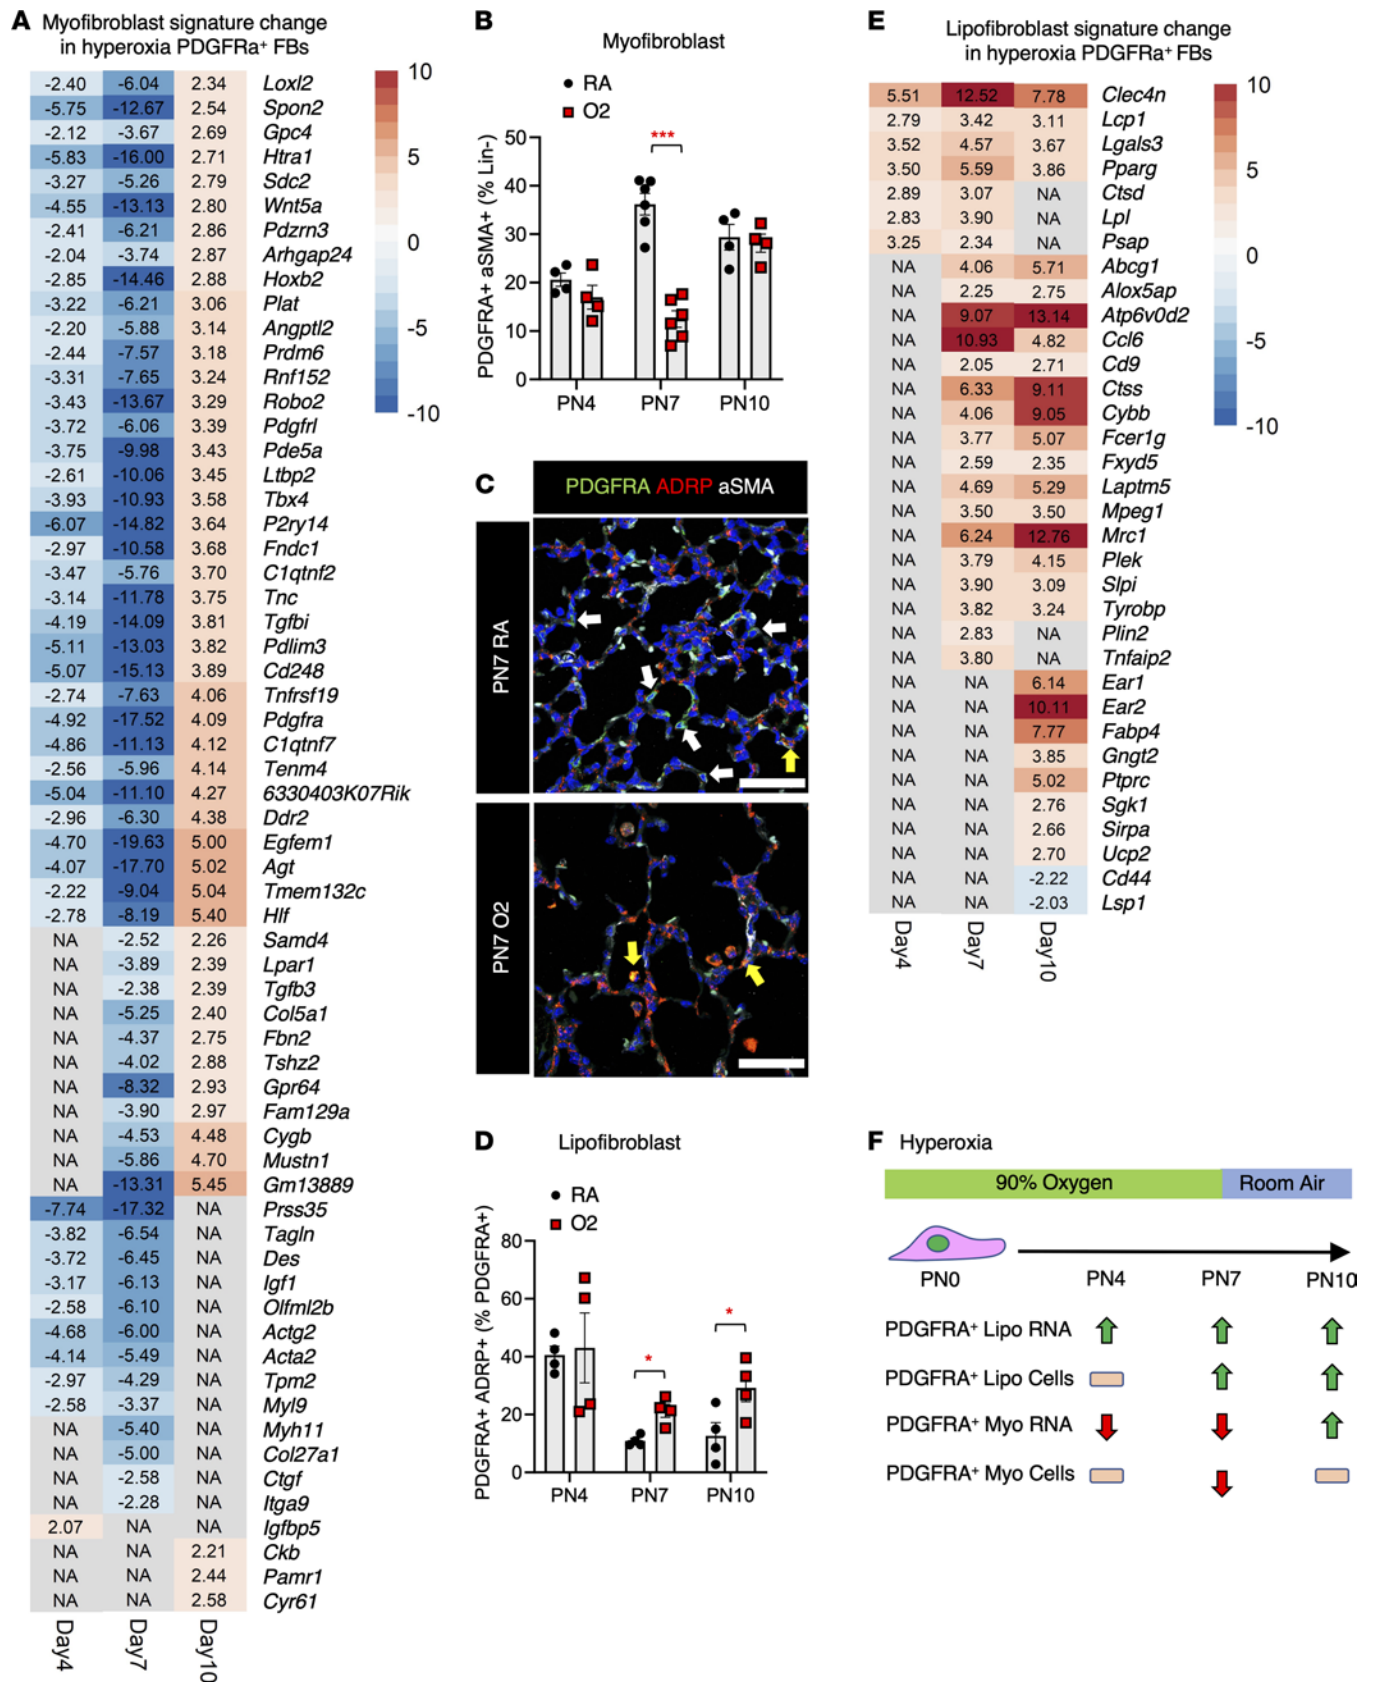 A Myofibroblast signature change
in hyperoxia PDGFRa⁺ FBs
-2.40 -6.04 2.34 Loxl2
-5.75 -12.67 2.54 Spon2
-2.12 -3.67 2.69 Gpc4
-5.83 -16.00 2.71 Htra1
-3.27 -5.26 2.79 Sdc2
-4.55 -13.13 2.80 Wnt5a
-2.41 -6.21 2.86 Pdzrn3
-2.04 -3.74 2.87 Arhgap24
-2.85 -14.46 2.88 Hoxb2
-3.22 -6.21 3.06 Plat
-2.20 -5.88 3.14 Angptl2
-2.44 -7.57 3.18 Prdm6
-3.31 -7.65 3.24 Rnf152
-3.43 -13.67 3.29 Robo2
-3.72 -6.06 3.39 Pdgfrl
-3.75 -9.98 3.43 Pde5a
-2.61 -10.06 3.45 Ltbp2
-3.93 -10.93 3.58 Tbx4
-6.07 -14.82 3.64 P2ry14
-2.97 -10.58 3.68 Fndc1
-3.47 -5.76 3.70 C1qtnf2
-3.14 -11.78 3.75 Tnc
-4.19 -14.09 3.81 Tgfbi
-5.11 -13.03 3.82 Pdlim3
-5.07 -15.13 3.89 Cd248
-2.74 -7.63 4.06 Tnfrsf19
-4.92 -17.52 4.09 Pdgfra
-4.86 -11.13 4.12 C1qtnf7
-2.56 -5.96 4.14 Tenm4
-5.04 -11.10 4.27 6330403K07Rik
-2.96 -6.30 4.38 Ddr2
-4.70 -19.63 5.00 Egfem1
-4.07 -17.70 5.02 Agt
-2.22 -9.04 5.04 Tmem132c
-2.78 -8.19 5.40 Hlf
NA -2.52 2.26 Samd4
NA -3.89 2.39 Lpar1
NA -2.38 2.39 Tgfb3
NA -5.25 2.40 Col5a1
NA -4.37 2.75 Fbn2
NA -4.02 2.88 Tshz2
NA -8.32 2.93 Gpr64
NA -3.90 2.97 Fam129a
NA -4.53 4.48 Cygb
NA -5.86 4.70 Mustn1
NA -13.31 5.45 Gm13889
-7.74 -17.32 NA Prss35
-3.82 -6.54 NA Tagln
-3.72 -6.45 NA Des
-3.17 -6.13 NA Igf1
-2.58 -6.10 NA Olfml2b
-4.68 -6.00 NA Actg2
-4.14 -5.49 NA Acta2
-2.97 -4.29 NA Tpm2
-2.58 -3.37 NA Myl9
NA -5.40 NA Myh11
NA -5.00 NA Col27a1
NA -2.58 NA Ctgf
NA -2.28 NA Itga9
2.07 NA NA Igfbp5
NA NA 2.21 Ckb
NA NA 2.44 Pamr1
NA NA 2.58 Cyr61
Day4 Day7 Day10
10
5
0
-5
-10
B
Myofibroblast
RA
O2
PDGFRA+ aSMA+ (% Lin-)
50
40
30
20
10
0
***
PN4 PN7 PN10
C
PDGFRA ADRP aSMA
PN7 RA
PN7 O2
D Lipofibroblast
RA
O2
PDGFRA+ ADRP+ (% PDGFRA+)
80
60
40
20
0
* *
PN4 PN7 PN10
E Lipofibroblast signature change
in hyperoxia PDGFRa⁺ FBs
5.51 12.52 7.78 Clec4n
2.79 3.42 3.11 Lcp1
3.52 4.57 3.67 Lgals3
3.50 5.59 3.86 Pparg
2.89 3.07 NA Ctsd
2.83 3.90 NA Lpl
3.25 2.34 NA Psap
NA 4.06 5.71 Abcg1
NA 2.25 2.75 Alox5ap
NA 9.07 13.14 Atp6v0d2
NA 10.93 4.82 Ccl6
NA 2.05 2.71 Cd9
NA 6.33 9.11 Ctss
NA 4.06 9.05 Cybb
NA 3.77 5.07 Fcer1g
NA 2.59 2.35 Fxyd5
NA 4.69 5.29 Laptm5
NA 3.50 3.50 Mpeg1
NA 6.24 12.76 Mrc1
NA 3.79 4.15 Plek
NA 3.90 3.09 Slpi
NA 3.82 3.24 Tyrobp
NA 2.83 NA Plin2
NA 3.80 NA Tnfaip2
NA NA 6.14 Ear1
NA NA 10.11 Ear2
NA NA 7.77 Fabp4
NA NA 3.85 Gngt2
NA NA 5.02 Ptprc
NA NA 2.76 Sgk1
NA NA 2.66 Sirpa
NA NA 2.70 Ucp2
NA NA -2.22 Cd44
NA NA -2.03 Lsp1
Day4 Day7 Day10
10
5
0
-5
-10
F Hyperoxia
90% Oxygen Room Air
PN0 PN4 PN7 PN10
PDGFRA⁺ Lipo RNA
PDGFRA⁺ Lipo Cells
PDGFRA⁺ Myo RNA
PDGFRA⁺ Myo Cells